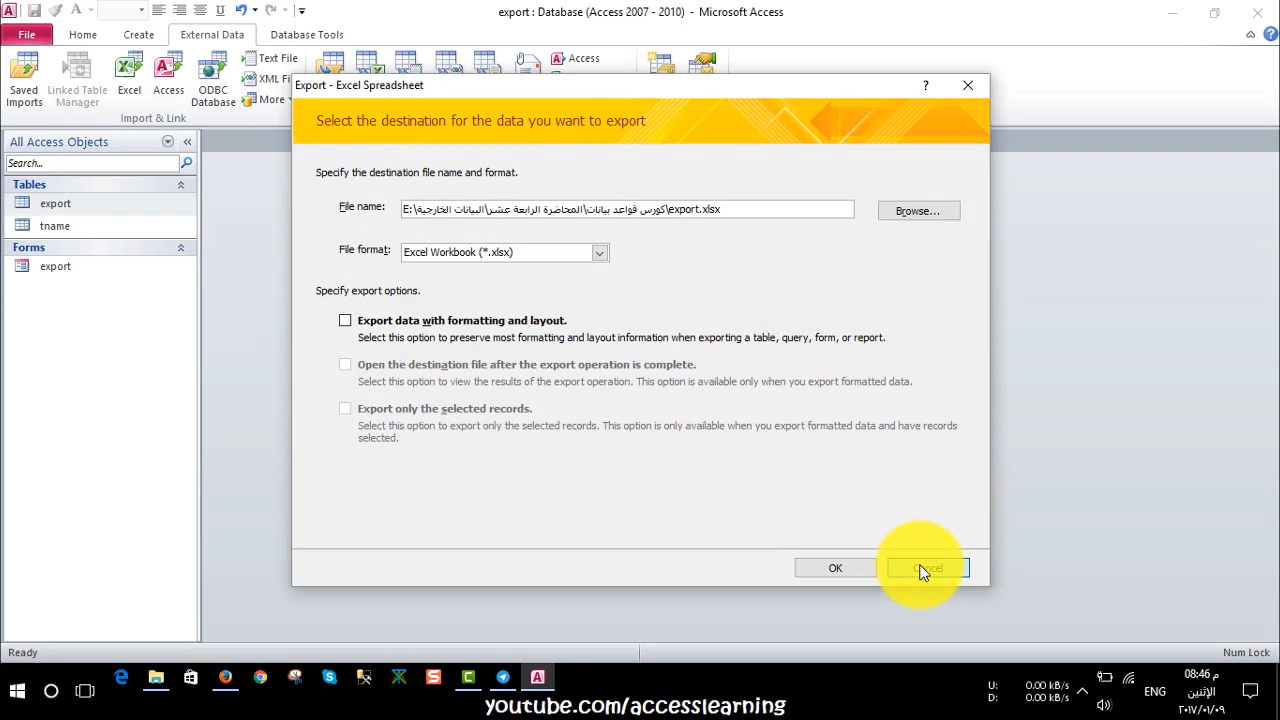 export : Database (Access 2007 - 2010) - Microsoft Access
File Home Create External Data Database Tools
Saved Imports
Linked Table Manager
Excel
Access
ODBC Database
Text File
XML Fi
More
Access
Import & Link
All Access Objects
Search...
Tables
export
tname
Forms
export
Export - Excel Spreadsheet
Select the destination for the data you want to export
Specify the destination file name and format.
File name: E:\كورس قواعد بيانات\المحاضرة الرابعة عشر\البيانات الخارجية\export.xlsx Browse...
File format: Excel Workbook (*.xlsx)
Specify export options.
Export data with formatting and layout.
Select this option to preserve most formatting and layout information when exporting a table, query, form, or report.
Open the destination file after the export operation is complete.
Select this option to view the results of the export operation. This option is available only when you export formatted data.
Export only the selected records.
Select this option to export only the selected records. This option is only available when you export formatted data and have records
selected.
OK Cancel
Ready Num Lock
U: 0.00 kB/s
D: 0.00 kB/s
ENG
08:46 م
الإثنين
٢٠١٧/٠١/٠٩
youtube.com/accesslearning